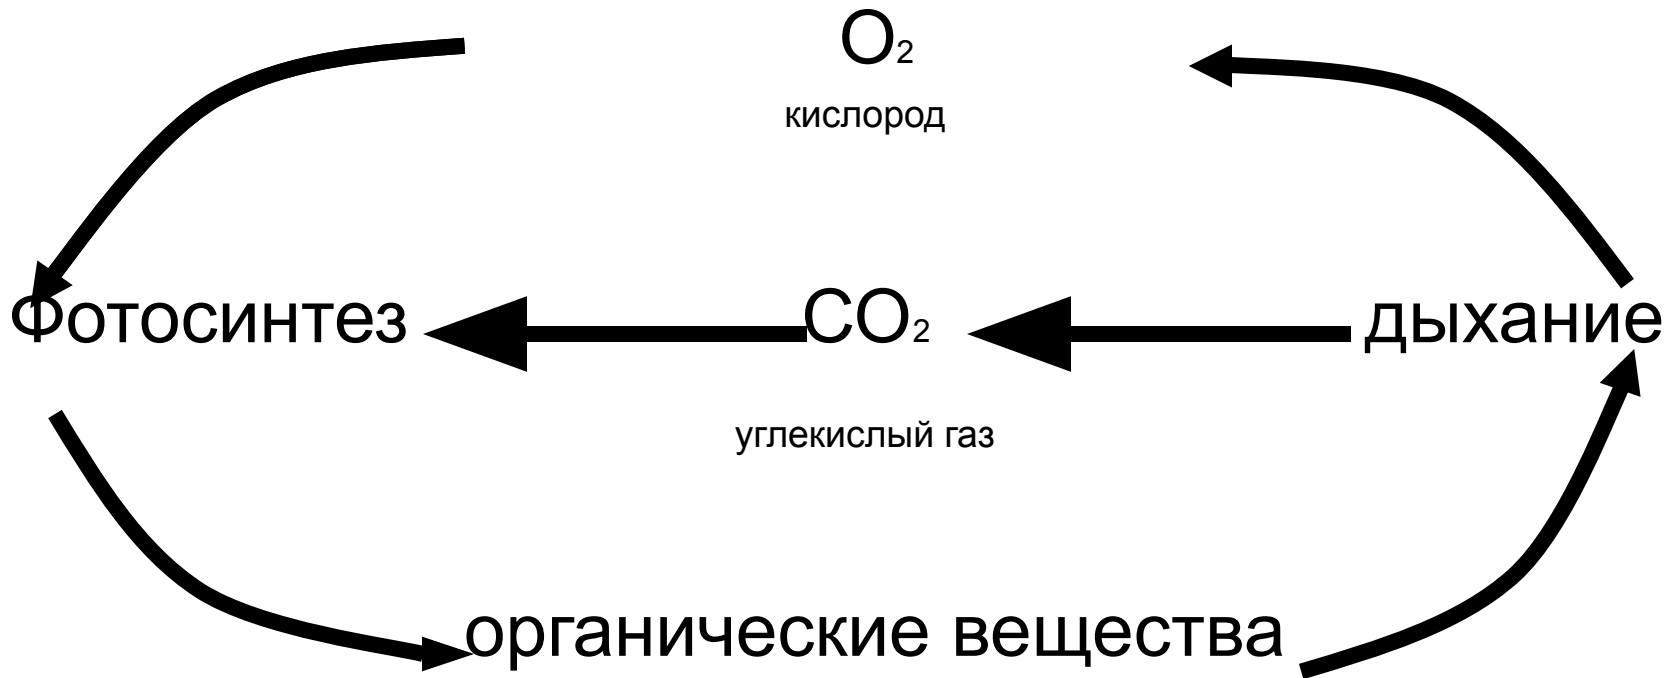 O₂
кислород
Фотосинтез CO₂ дыхание
углекислый газ
органические вещества